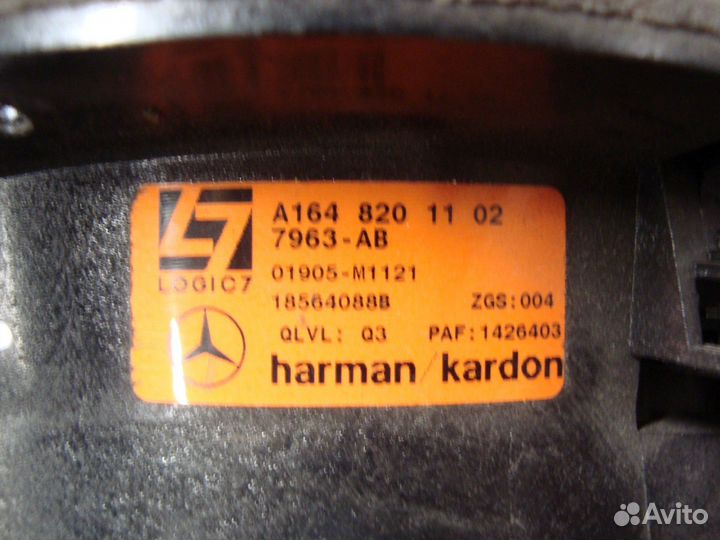 LOGIC7
A164 820 11 02
7963-AB
01905-M1121
18564088B ZGS:004
QLVL: Q3 PAF:1426403
harman/kardon
Avito